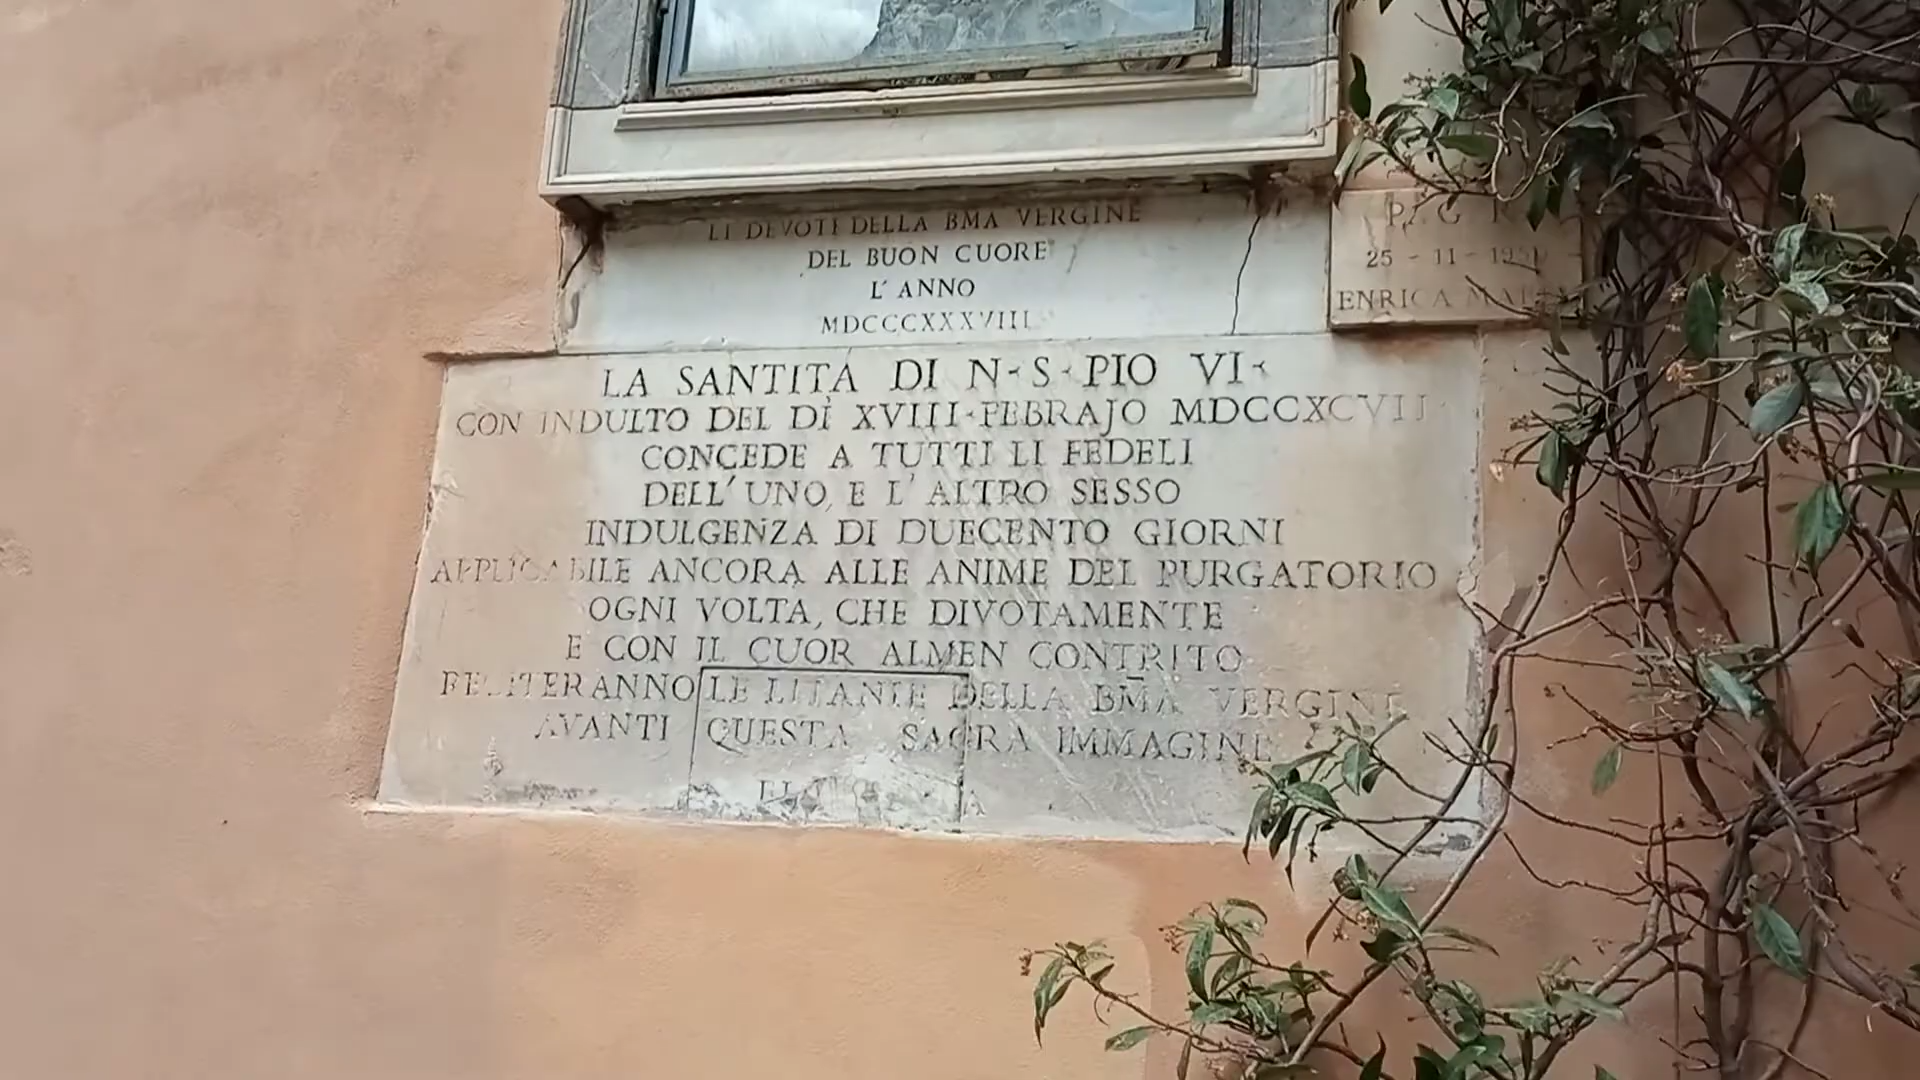 LI DEVOTI DELLA BMA VERGINE
DEL BUON CUORE
L'ANNO
MDCCCXXXVIII
P. G. R.
25 - 11 - 19
ENRICA
LA SANTITÀ DI N. S. PIO VI.
CON INDULTO DEL DÌ XVIII. FEBRAJO MDCCXCVII
CONCEDE A TUTTI LI FEDELI
DELL'UNO, E L'ALTRO SESSO
INDULGENZA DI DUECENTO GIORNI
APPLICABILE ANCORA ALLE ANIME DEL PURGATORIO
OGNI VOLTA, CHE DIVOTAMENTE
E CON IL CUOR ALMEN CONTRITO
LE LITANIE DELLA BMA VERGINE
AVANTI QUESTA SAGRA IMMAGINE